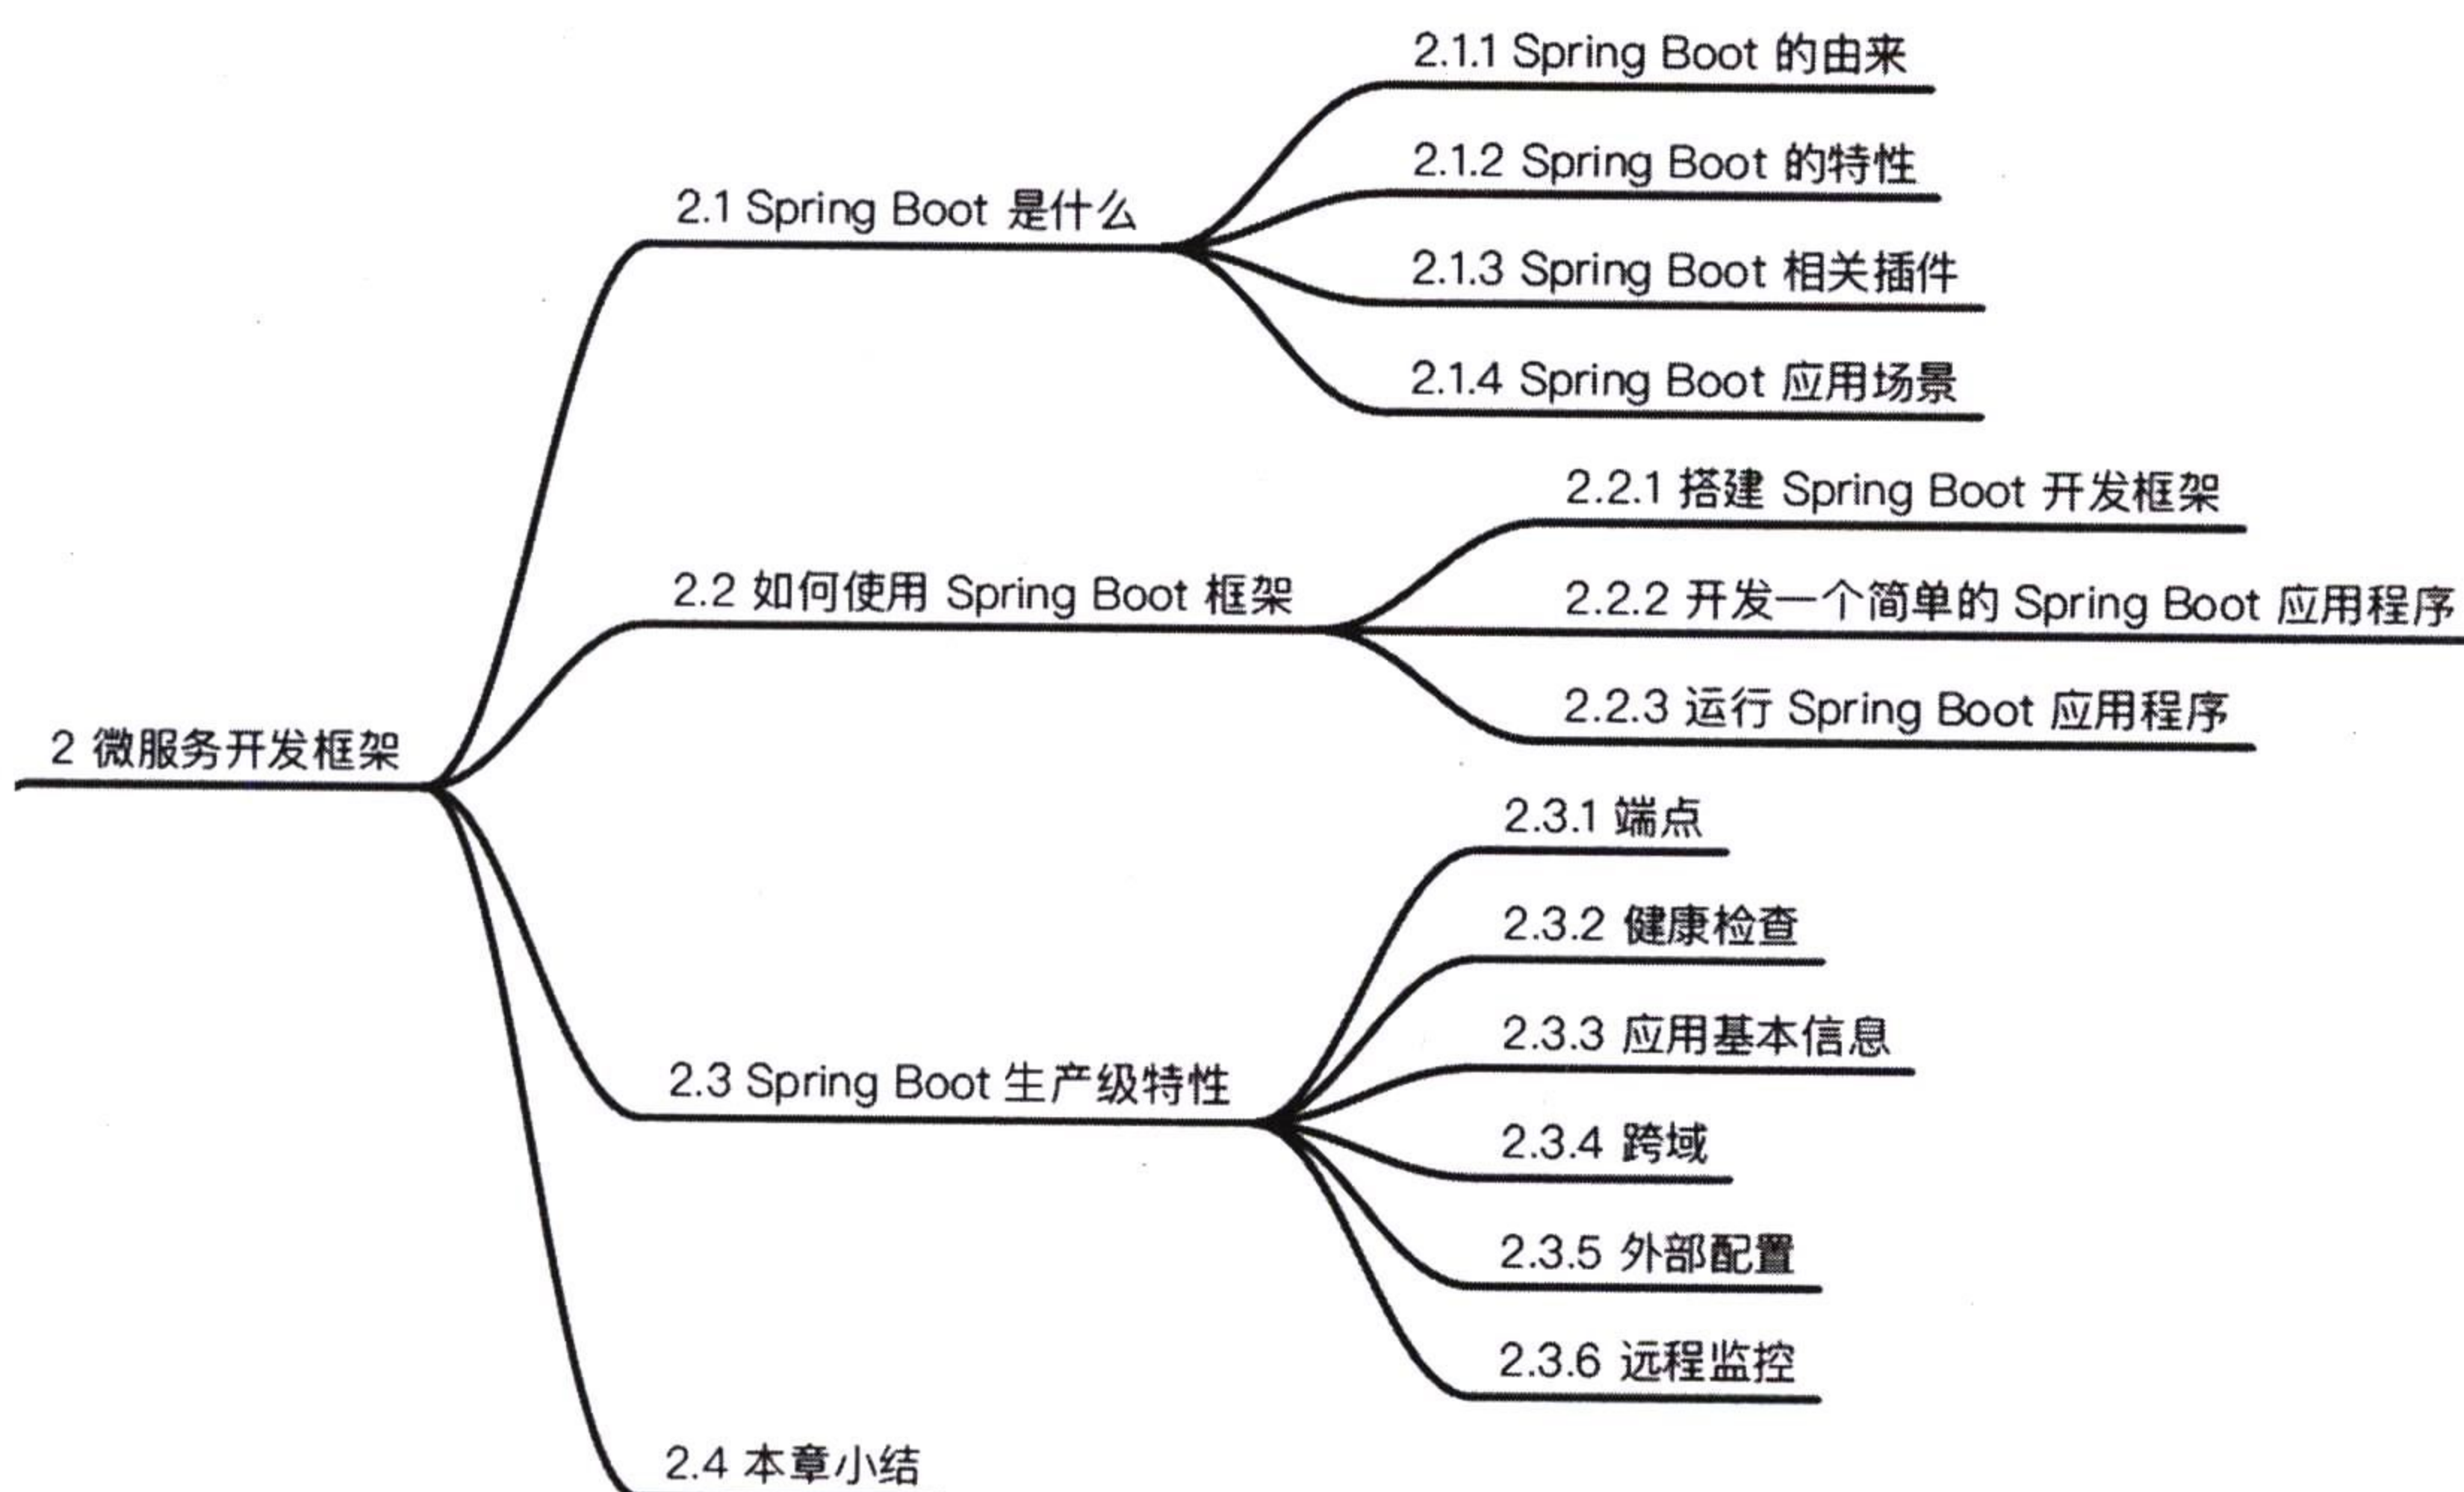 2 微服务开发框架
2.1 Spring Boot 是什么
2.1.1 Spring Boot 的由来
2.1.2 Spring Boot 的特性
2.1.3 Spring Boot 相关插件
2.1.4 Spring Boot 应用场景
2.2 如何使用 Spring Boot 框架
2.2.1 搭建 Spring Boot 开发框架
2.2.2 开发一个简单的 Spring Boot 应用程序
2.2.3 运行 Spring Boot 应用程序
2.3 Spring Boot 生产级特性
2.3.1 端点
2.3.2 健康检查
2.3.3 应用基本信息
2.3.4 跨域
2.3.5 外部配置
2.3.6 远程监控
2.4 本章小结